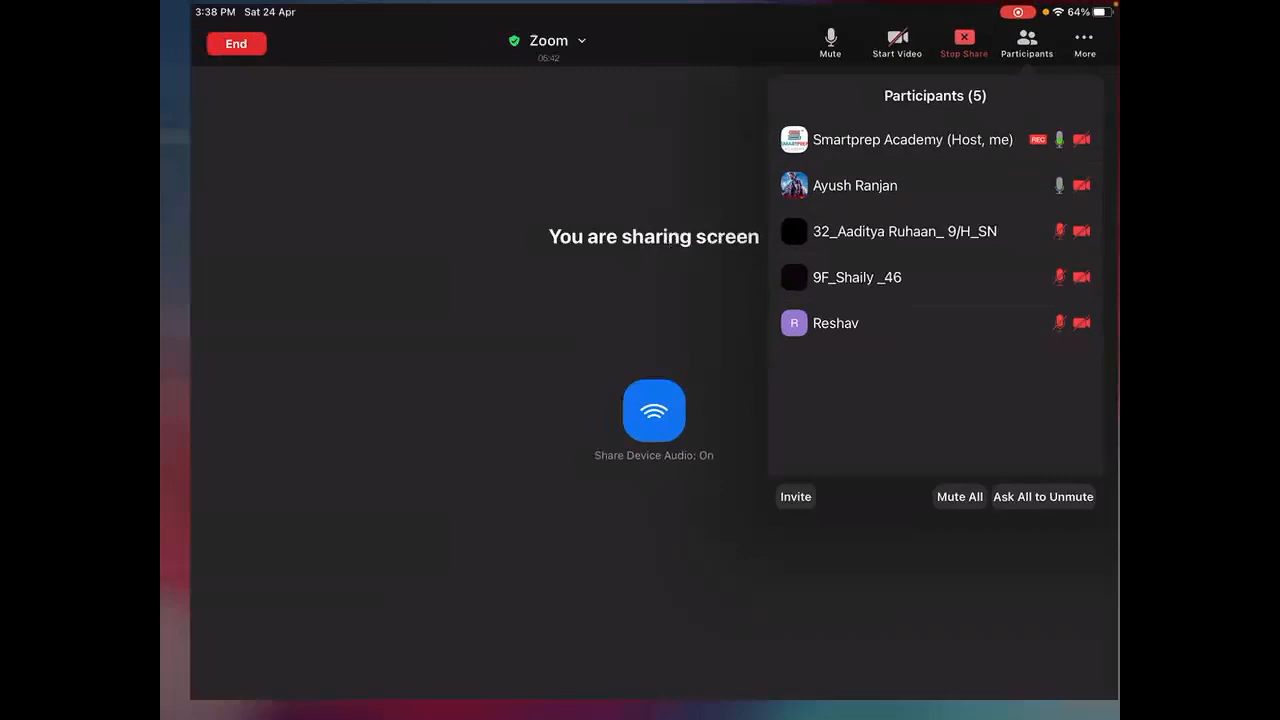 3:38 PM Sat 24 Apr
64%
End
Zoom
05:42
Mute
Start Video
Stop Share
Participants
More
Participants (5)
Smartprep Academy (Host, me)
REC
Ayush Ranjan
32_Aaditya Ruhaan_ 9/H_SN
9F_Shaily _46
R
Reshav
You are sharing screen
Share Device Audio: On
Invite
Mute All
Ask All to Unmute